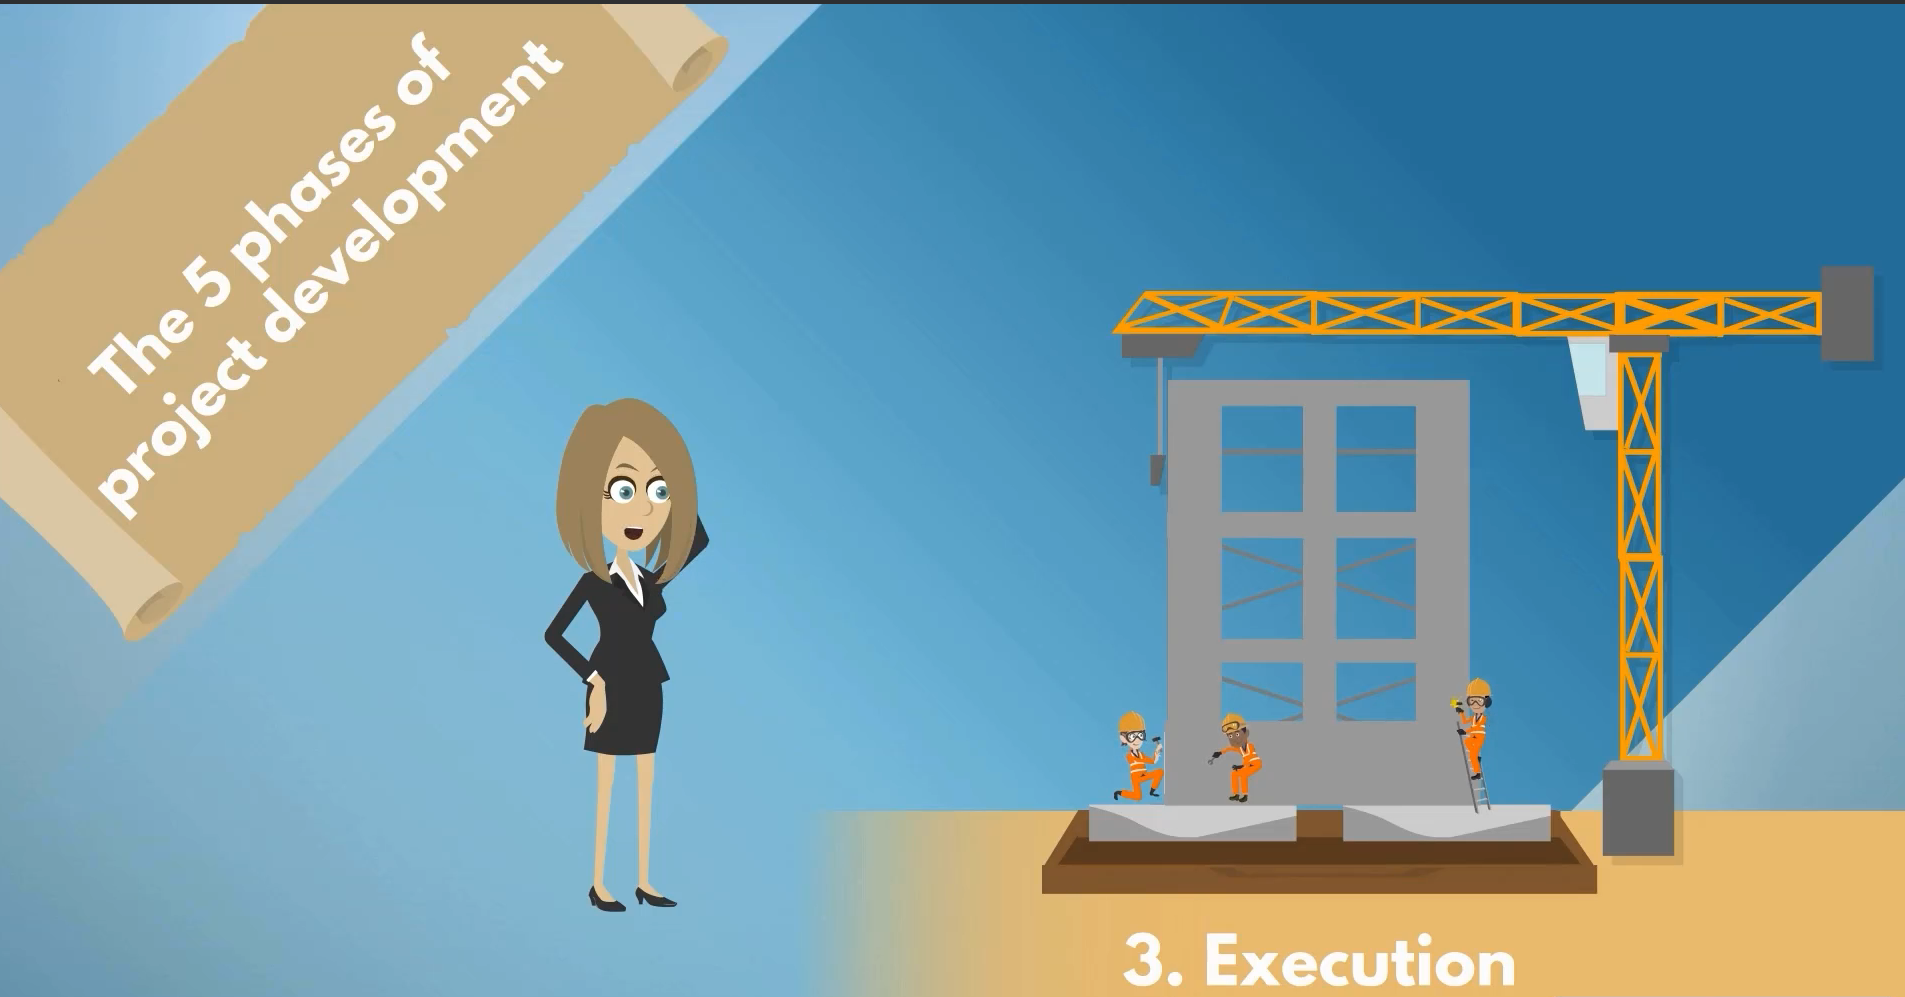 The 5 phases of
project development
3. Execution